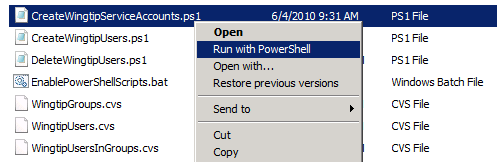 CreateWingtipServiceAccounts.ps1 6/4/2010 9:31 AM PS1 File
CreateWingtipUsers.ps1 PS1 File
DeleteWingtipUsers.ps1 PS1 File
EnablePowerShellScripts.bat Windows Batch File
WingtipGroups.cvs CVS File
WingtipUsers.cvs CVS File
WingtipUsersInGroups.cvs CVS File
Open
Run with PowerShell
Open with...
Restore previous versions
Send to
Cut
Copy